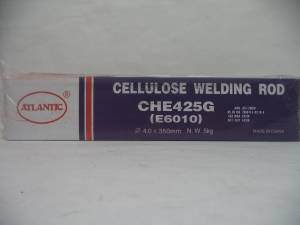 ATLANTIC
CELLULOSE WELDING ROD
CHE425G
(E6010)
∅ 4.0 x 350mm N.W. 5kg
MADE IN CHINA